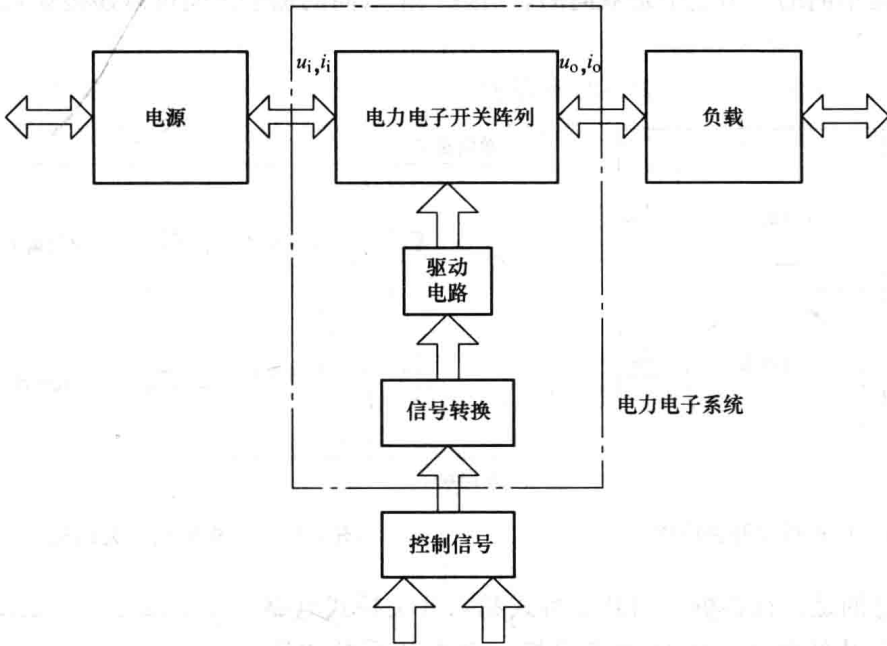 u_i,i_i
u_o,i_o
电源
电力电子开关阵列
负载
驱动
电路
信号转换
电力电子系统
控制信号